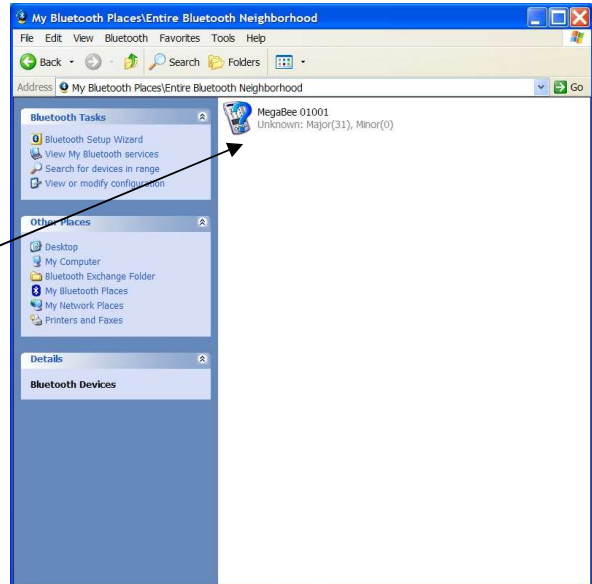 My Bluetooth Places\Entire Bluetooth Neighborhood
File Edit View Bluetooth Favorites Tools Help
Back Search Folders
Address My Bluetooth Places\Entire Bluetooth Neighborhood Go
Bluetooth Tasks
Bluetooth Setup Wizard
View My Bluetooth services
Search for devices in range
View or modify configuration
Other Places
Desktop
My Computer
Bluetooth Exchange Folder
My Bluetooth Places
My Network Places
Printers and Faxes
Details
Bluetooth Devices
MegaBee 01001
Unknown: Major(31), Minor(0)